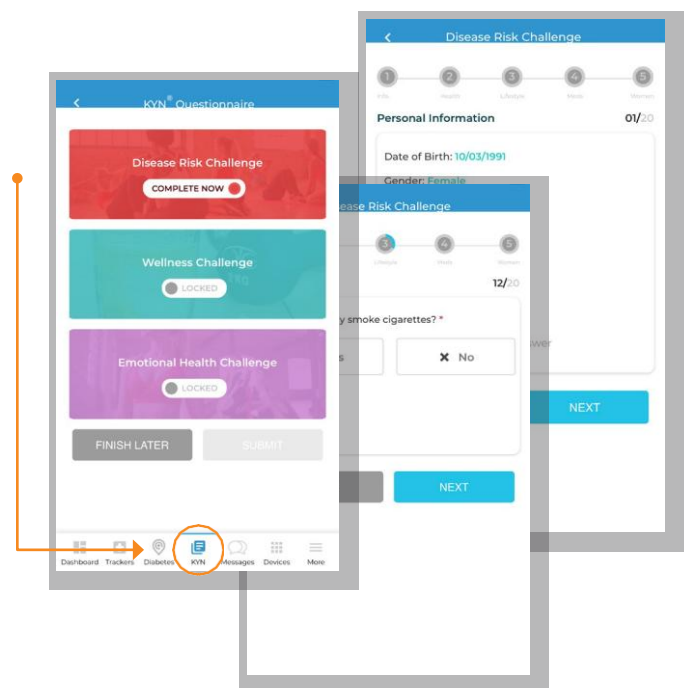 Disease Risk Challenge
1 2 3 4 5
Info Health Lifestyle Meds Women
Personal Information 01/20
Date of Birth: 10/03/1991
Gender: Female
NEXT
KYN® Questionnaire
Disease Risk Challenge
COMPLETE NOW
Wellness Challenge
LOCKED
Emotional Health Challenge
LOCKED
FINISH LATER SUBMIT
Dashboard Trackers Diabetes KYN Messages Devices More
ease Risk Challenge
3 4 5
Lifestyle Meds Women
12/20
y smoke cigarettes? *
s No
NEXT